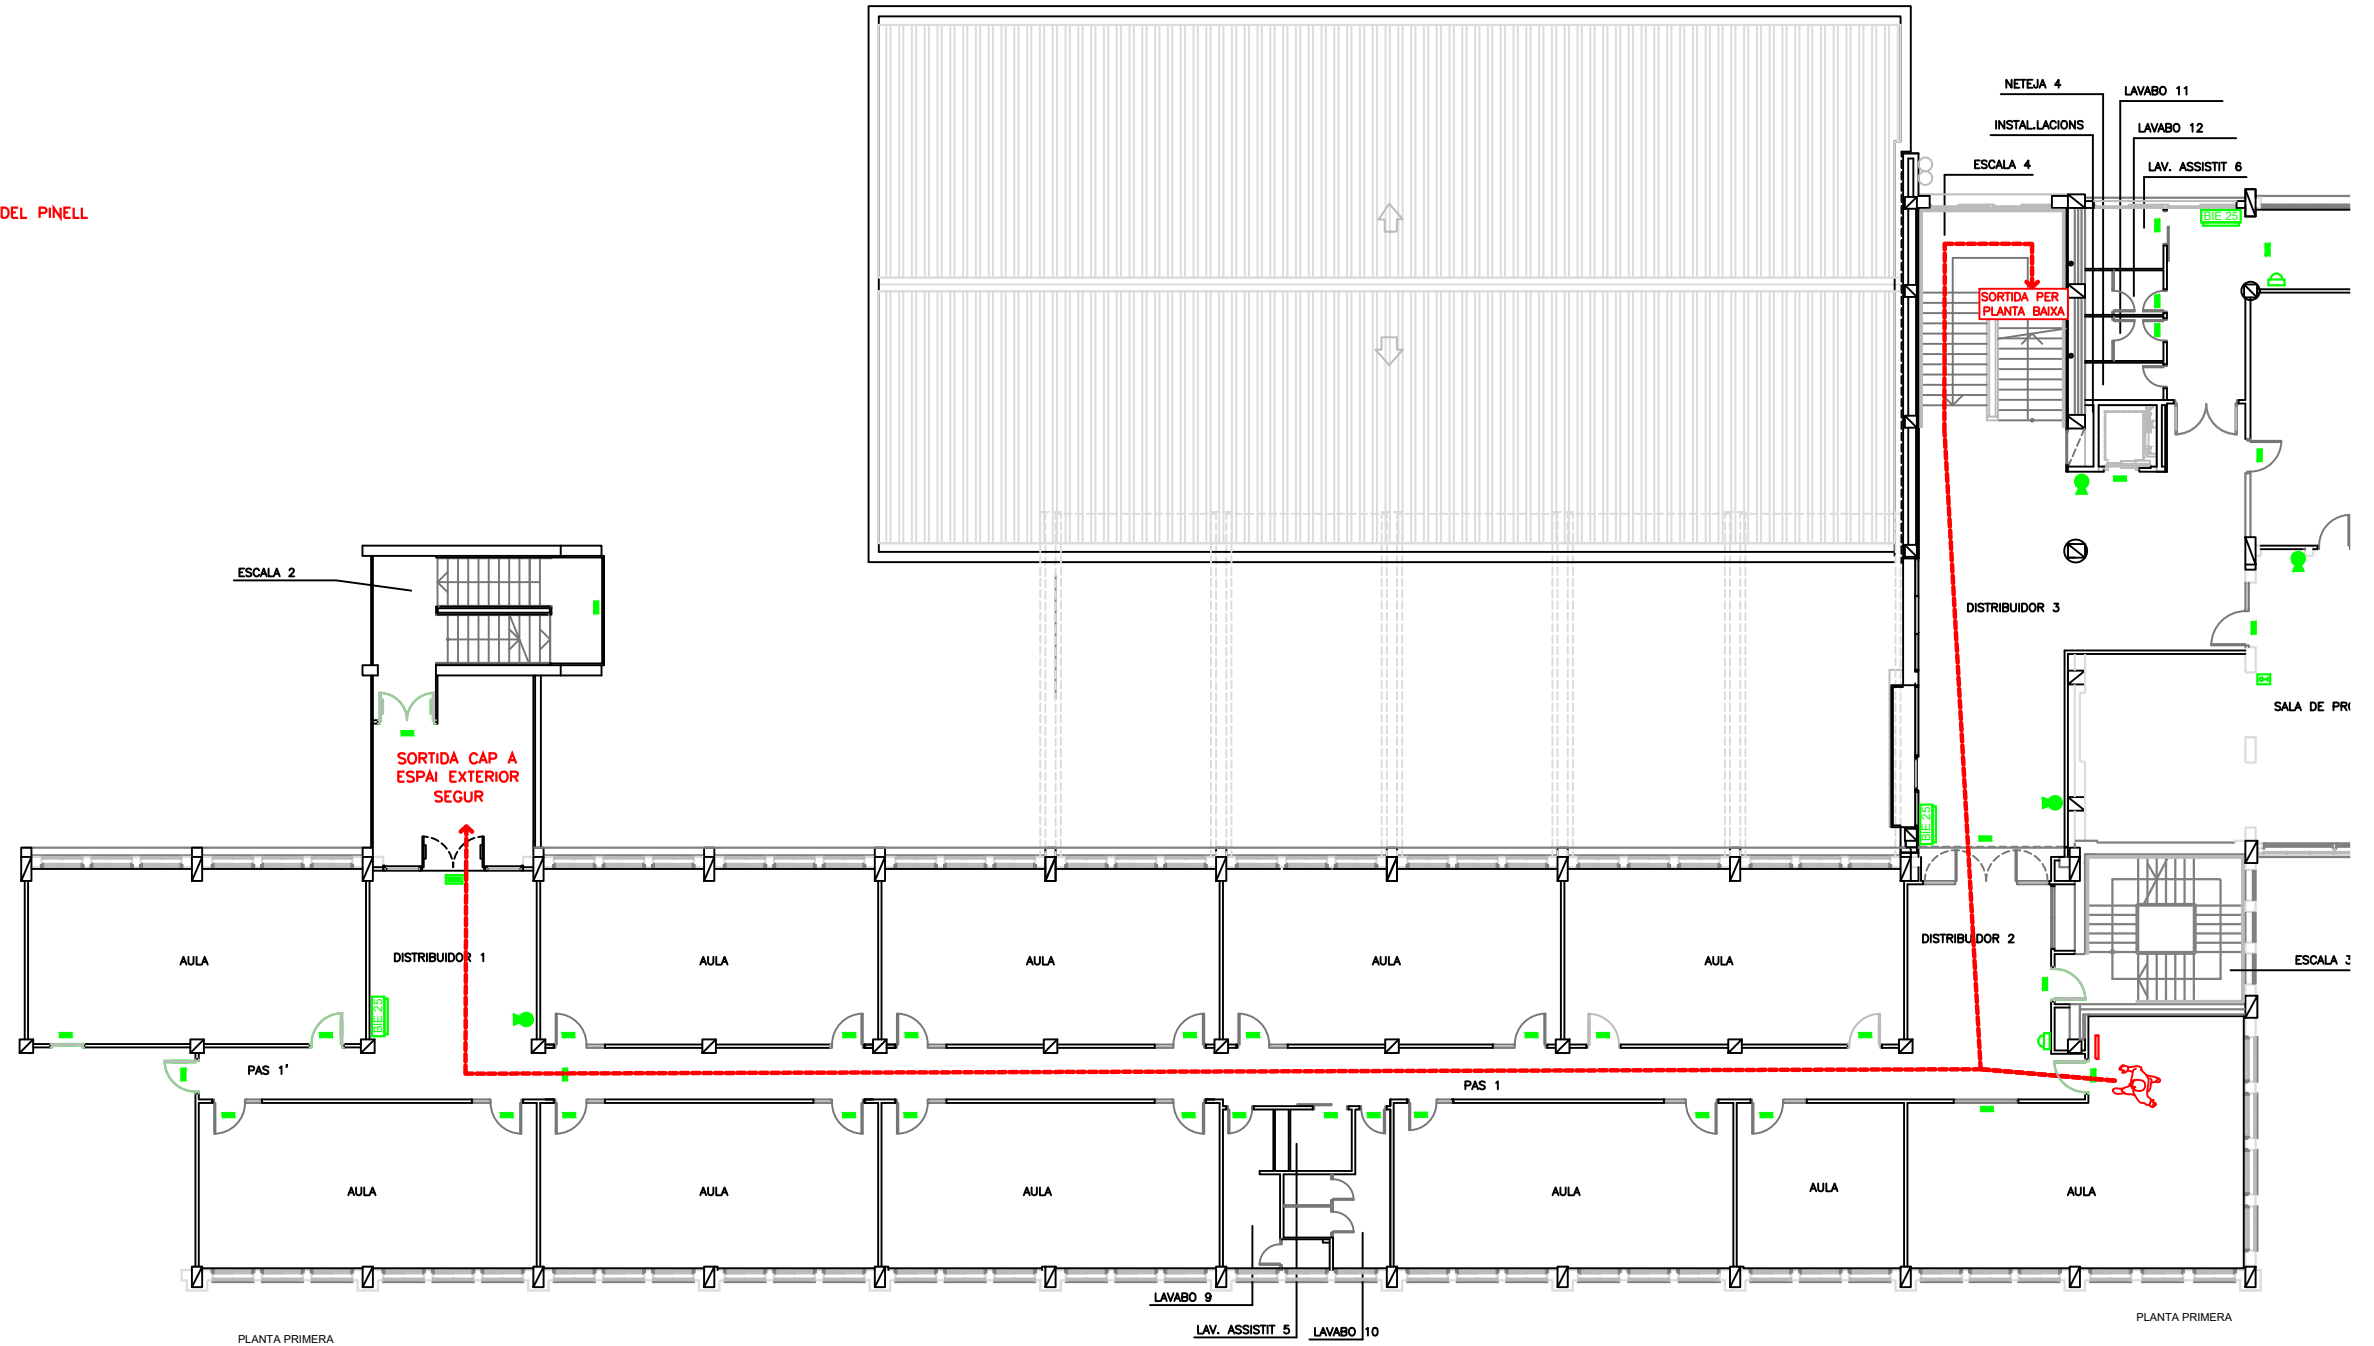 NETEJA 4
LAVABO 11
INSTAL.LACIONS
LAVABO 12
ESCALA 4
LAV. ASSISTIT 6
DEL PINELL
BIE 25
SORTIDA PER
PLANTA BAIXA
ESCALA 2
DISTRIBUIDOR 3
SALA DE PR
SORTIDA CAP A
ESPAI EXTERIOR
SEGUR
BIE 25
DISTRIBUIDOR 2
DISTRIBUIDOR 1
AULA
AULA
AULA
AULA
AULA
ESCALA 3
BIE 25
PAS 1'
PAS 1
AULA
AULA
AULA
AULA
AULA
AULA
LAVABO 9
LAV. ASSISTIT 5
LAVABO 10
PLANTA PRIMERA
PLANTA PRIMERA